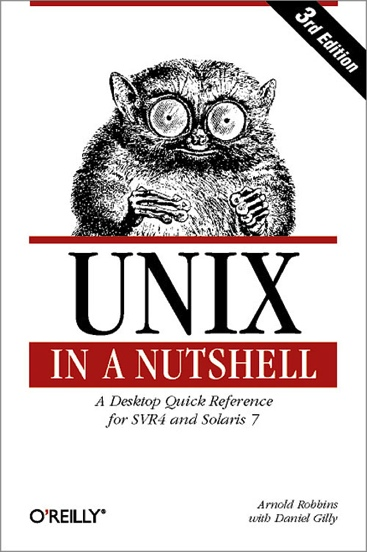 3rd Edition
UNIX
IN A NUTSHELL
A Desktop Quick Reference
for SVR4 and Solaris 7
Arnold Robbins
with Daniel Gilly
O'REILLY®